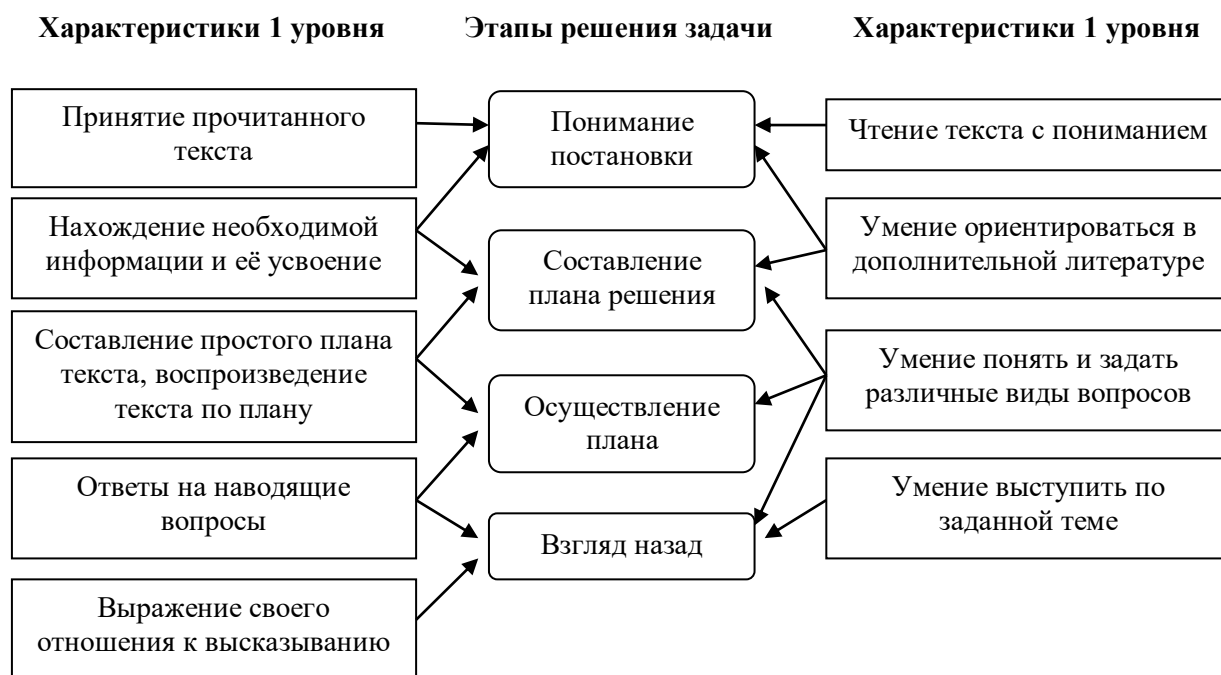 Характеристики 1 уровня
Этапы решения задачи
Характеристики 1 уровня
Принятие прочитанного
текста
Нахождение необходимой
информации и её усвоение
Составление простого плана
текста, воспроизведение
текста по плану
Ответы на наводящие
вопросы
Выражение своего
отношения к высказыванию
Понимание
постановки
Составление
плана решения
Осуществление
плана
Взгляд назад
Чтение текста с пониманием
Умение ориентироваться в
дополнительной литературе
Умение понять и задать
различные виды вопросов
Умение выступить по
заданной теме